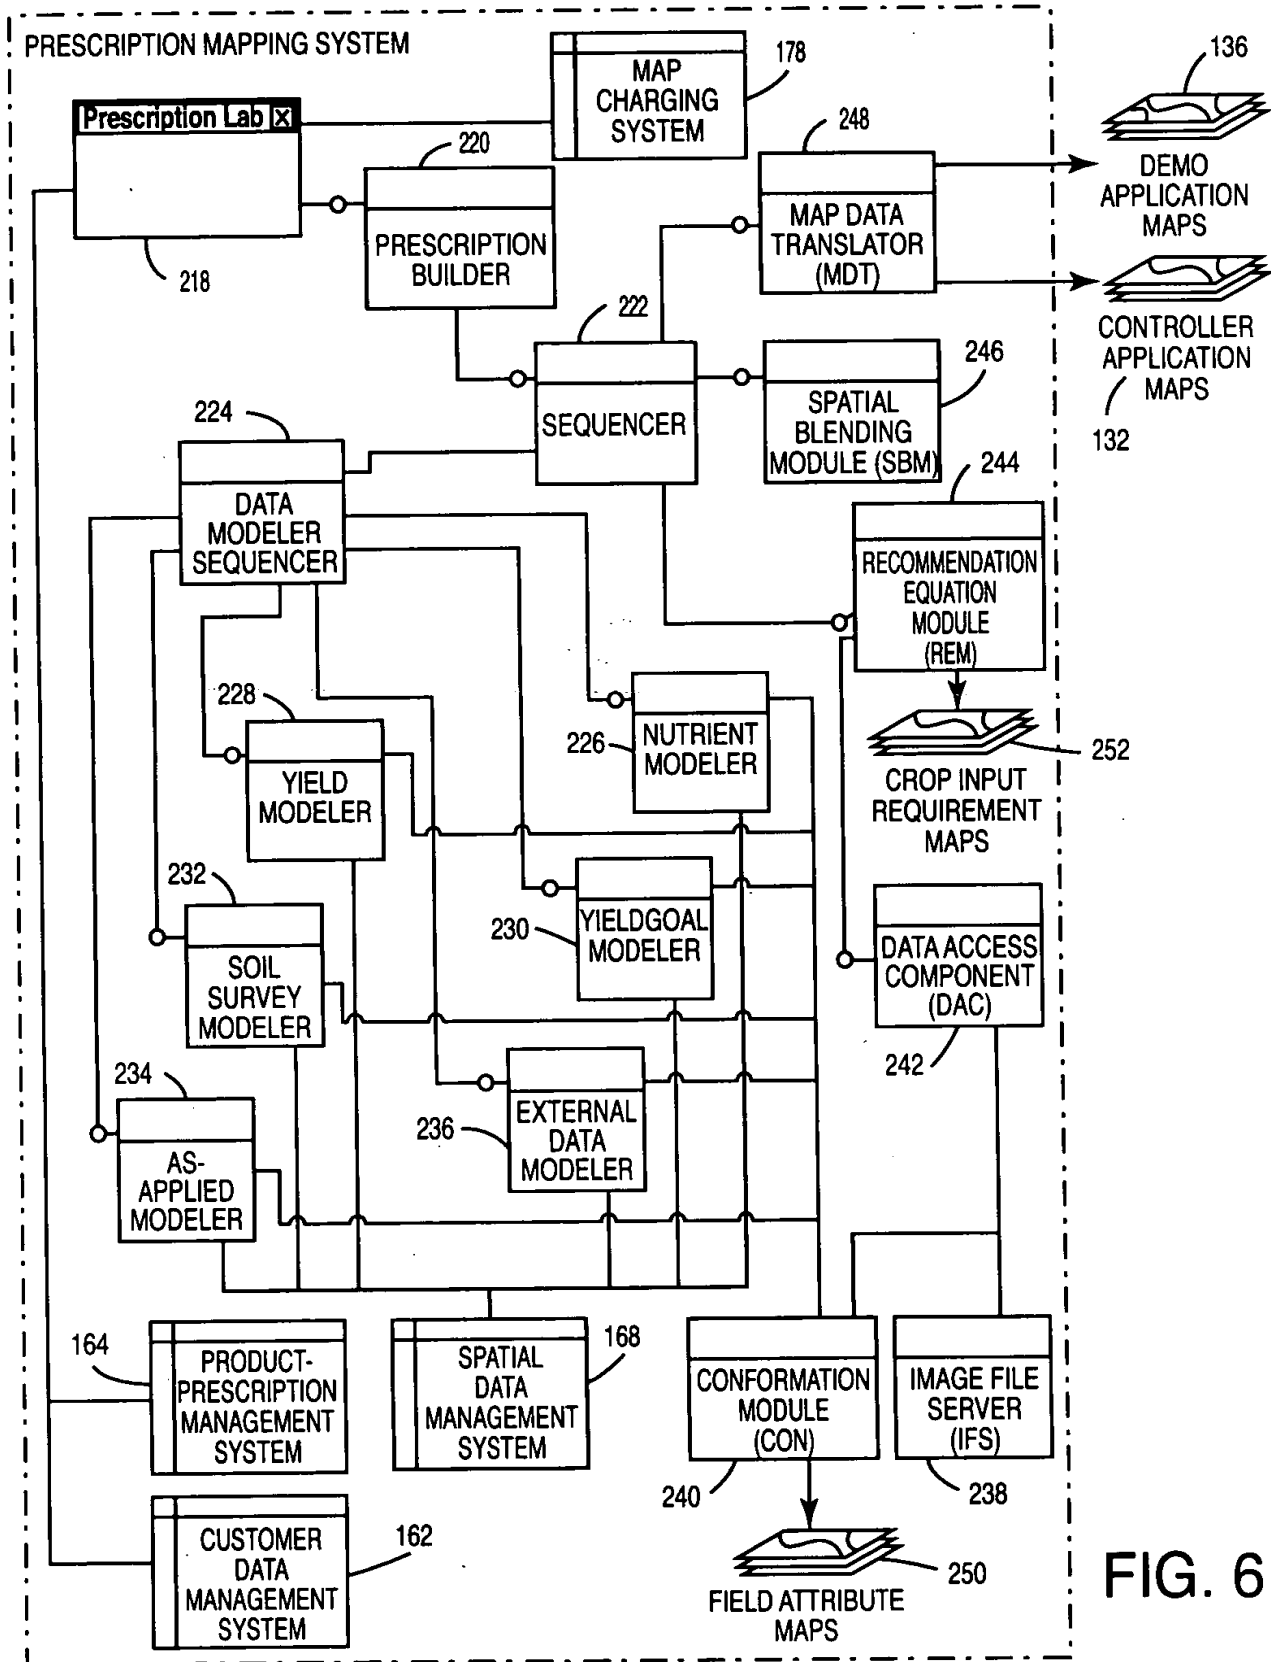 PRESCRIPTION MAPPING SYSTEM
MAP
CHARGING
SYSTEM
178
136
Prescription Lab
x
220
248
DEMO
APPLICATION
MAPS
PRESCRIPTION
BUILDER
MAP DATA
TRANSLATOR
(MDT)
218
222
CONTROLLER
APPLICATION
MAPS
132
SEQUENCER
246
SPATIAL
BLENDING
MODULE (SBM)
224
244
DATA
MODELER
SEQUENCER
RECOMMENDATION
EQUATION
MODULE
(REM)
228
226
NUTRIENT
MODELER
252
YIELD
MODELER
CROP INPUT
REQUIREMENT
MAPS
232
230
YIELDGOAL
MODELER
DATA ACCESS
COMPONENT
(DAC)
SOIL
SURVEY
MODELER
242
234
236
EXTERNAL
DATA
MODELER
AS-
APPLIED
MODELER
164
PRODUCT-
PRESCRIPTION
MANAGEMENT
SYSTEM
168
SPATIAL
DATA
MANAGEMENT
SYSTEM
CONFORMATION
MODULE
(CON)
IMAGE FILE
SERVER
(IFS)
240
238
CUSTOMER
DATA
MANAGEMENT
SYSTEM
162
250
FIELD ATTRIBUTE
MAPS
FIG. 6